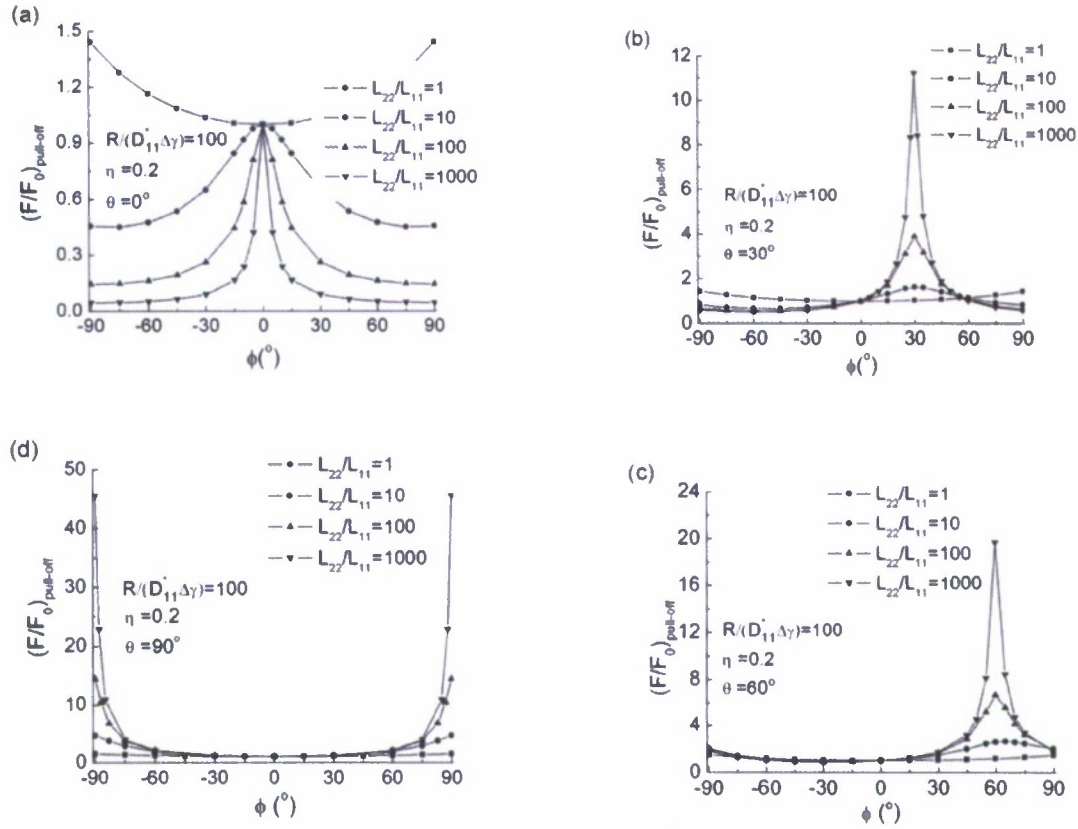 (a)
1.5
1.2
0.9
0.6
0.3
0.0
(F/F₀)pull-off
L₂₂/L₁₁=1
L₂₂/L₁₁=10
L₂₂/L₁₁=100
L₂₂/L₁₁=1000
R/(D*₁₁Δγ)=100
η =0.2
θ =0°
-90 -60 -30 0 30 60 90
ϕ(°)
(b)
12
10
8
6
4
2
0
(F/F₀)pull-off
L₂₂/L₁₁=1
L₂₂/L₁₁=10
L₂₂/L₁₁=100
L₂₂/L₁₁=1000
R/(D*₁₁Δγ)=100
η =0.2
θ =30°
-90 -60 -30 0 30 60 90
ϕ(°)
(d)
50
40
30
20
10
0
(F/F₀)pull-off
L₂₂/L₁₁=1
L₂₂/L₁₁=10
L₂₂/L₁₁=100
L₂₂/L₁₁=1000
R/(D*₁₁Δγ)=100
η =0.2
θ =90°
-90 -60 -30 0 30 60 90
ϕ (°)
(c)
24
20
16
12
8
4
0
(F/F₀)pull-off
L₂₂/L₁₁=1
L₂₂/L₁₁=10
L₂₂/L₁₁=100
L₂₂/L₁₁=1000
R/(D*₁₁Δγ)=100
η =0.2
θ =60°
-90 -60 -30 0 30 60 90
ϕ (°)